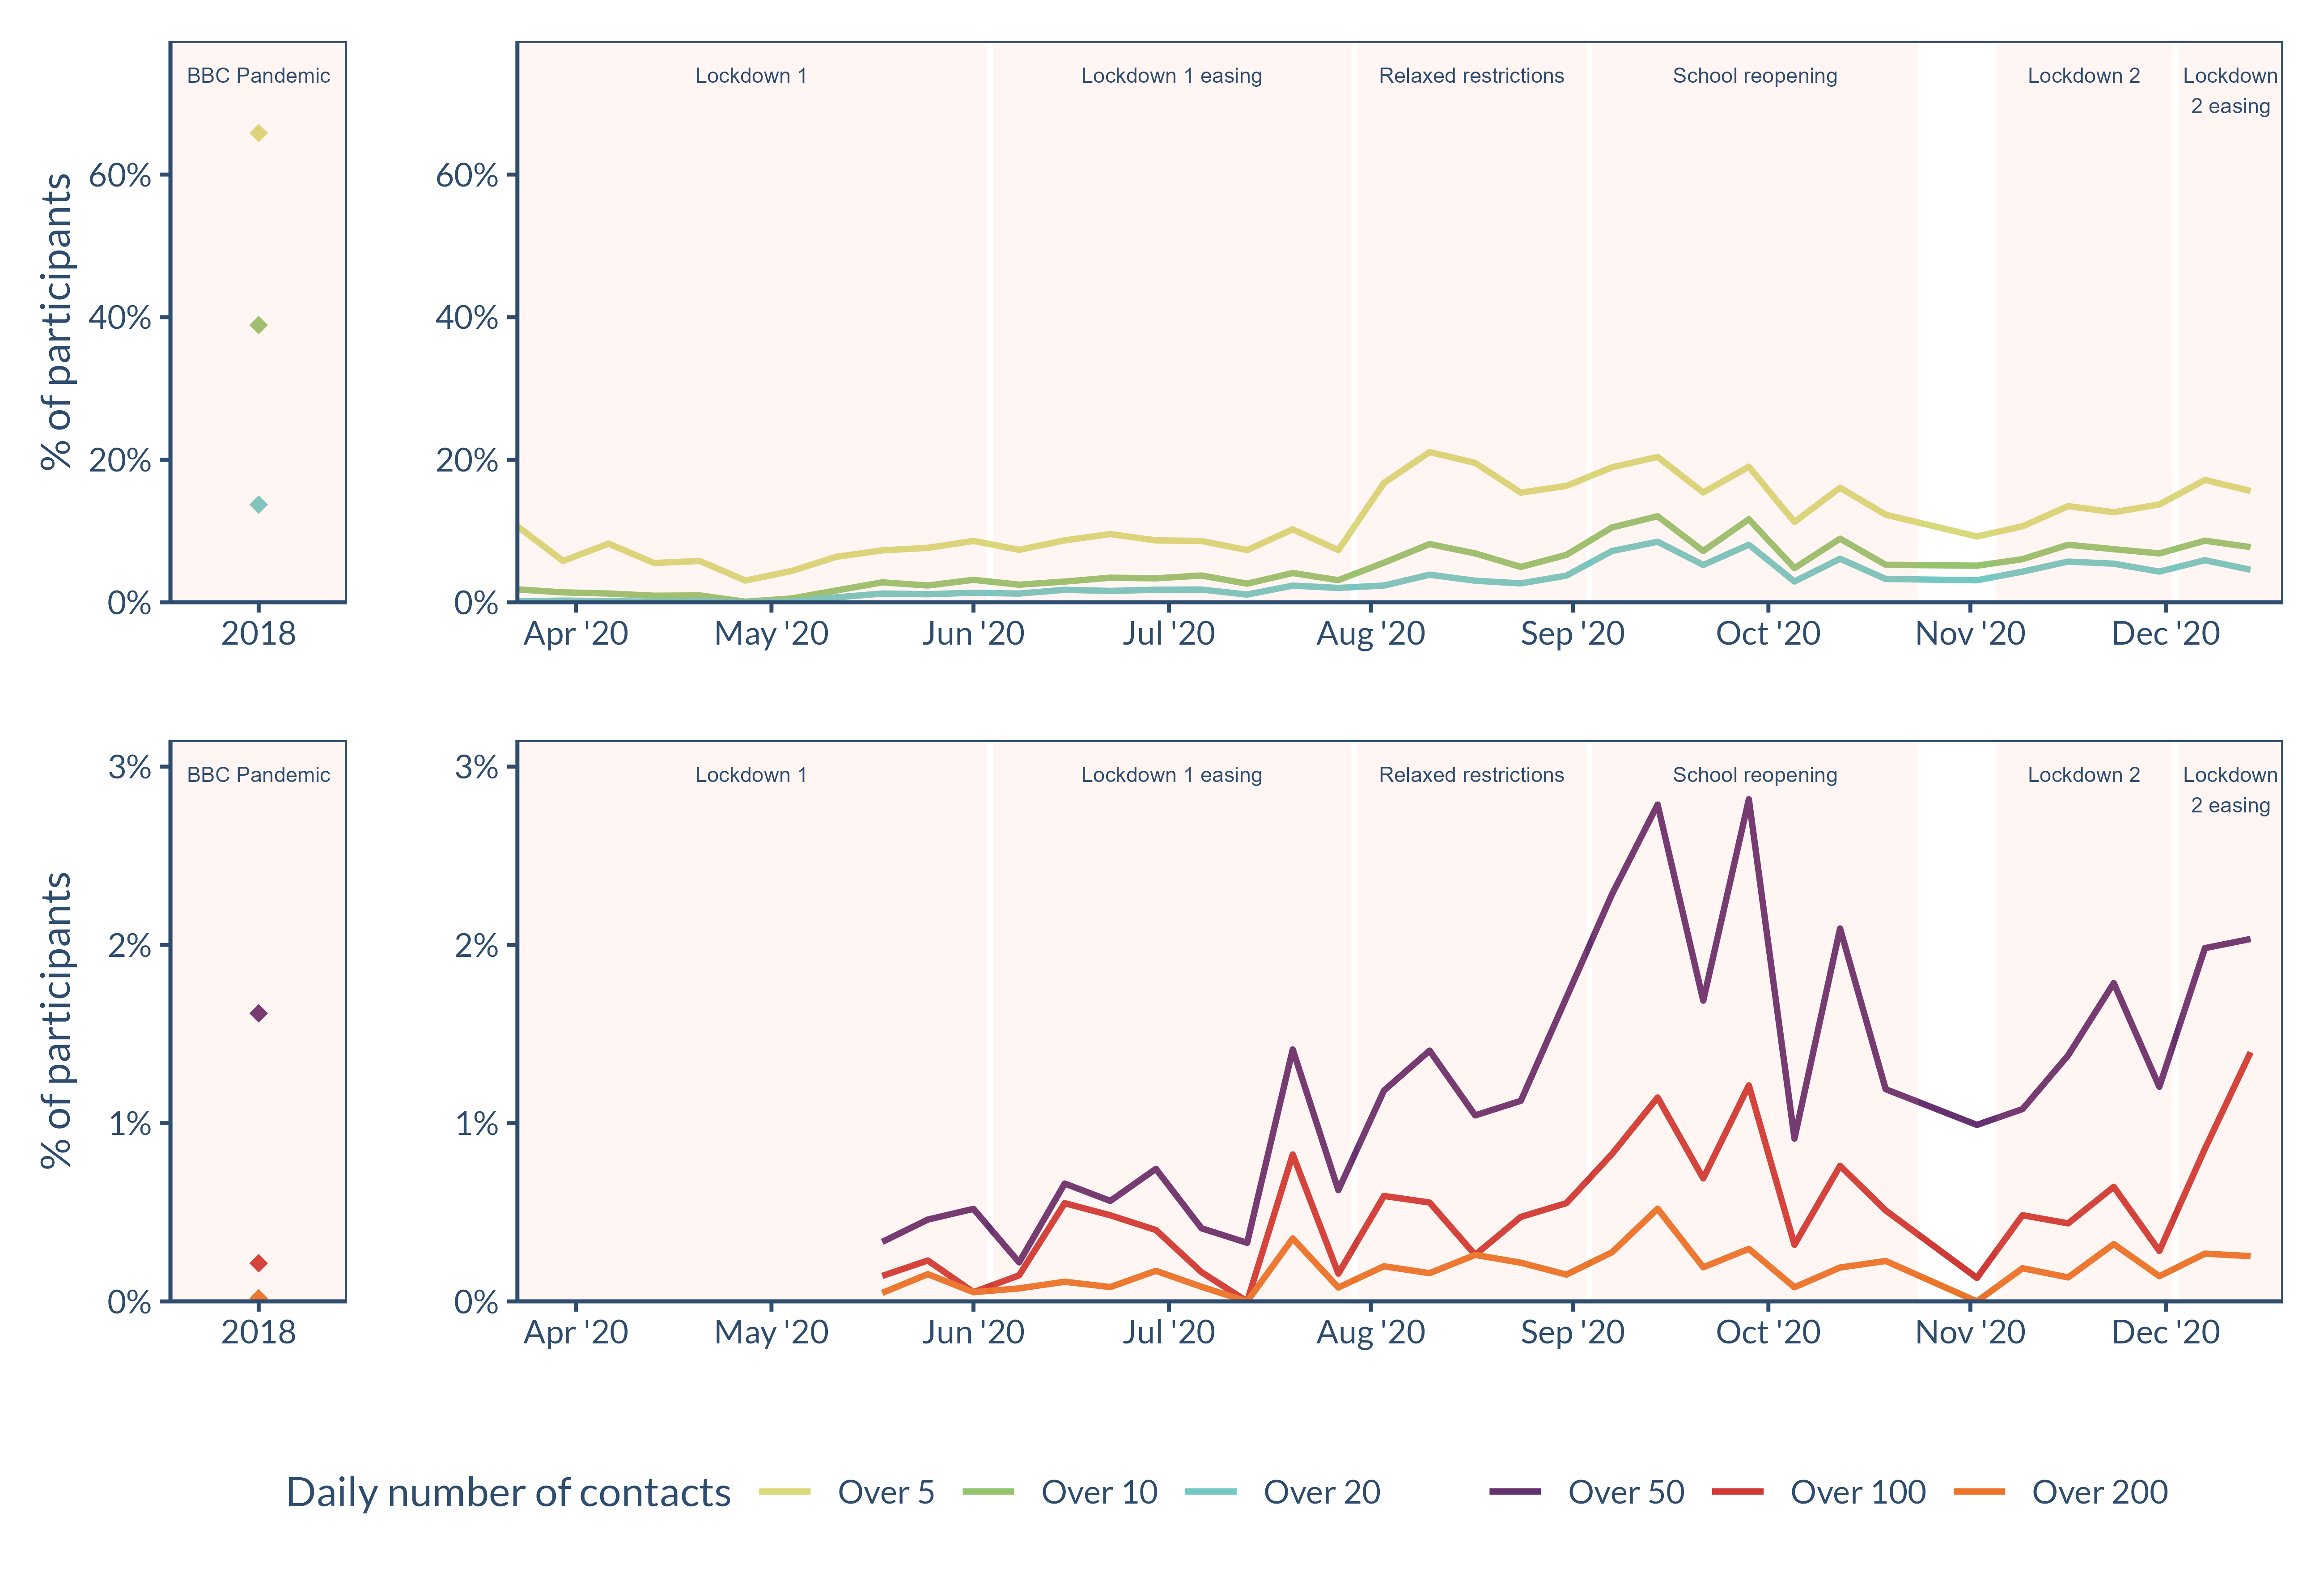 BBC Pandemic
Lockdown 1
Lockdown 1 easing
Relaxed restrictions
School reopening
Lockdown 2
Lockdown
2 easing
% of participants
60%
40%
20%
0%
2018
60%
40%
20%
0%
Apr '20
May '20
Jun '20
Jul '20
Aug '20
Sep '20
Oct '20
Nov '20
Dec '20
BBC Pandemic
Lockdown 1
Lockdown 1 easing
Relaxed restrictions
School reopening
Lockdown 2
Lockdown
2 easing
% of participants
3%
2%
1%
0%
2018
3%
2%
1%
0%
Apr '20
May '20
Jun '20
Jul '20
Aug '20
Sep '20
Oct '20
Nov '20
Dec '20
Daily number of contacts
Over 5
Over 10
Over 20
Over 50
Over 100
Over 200